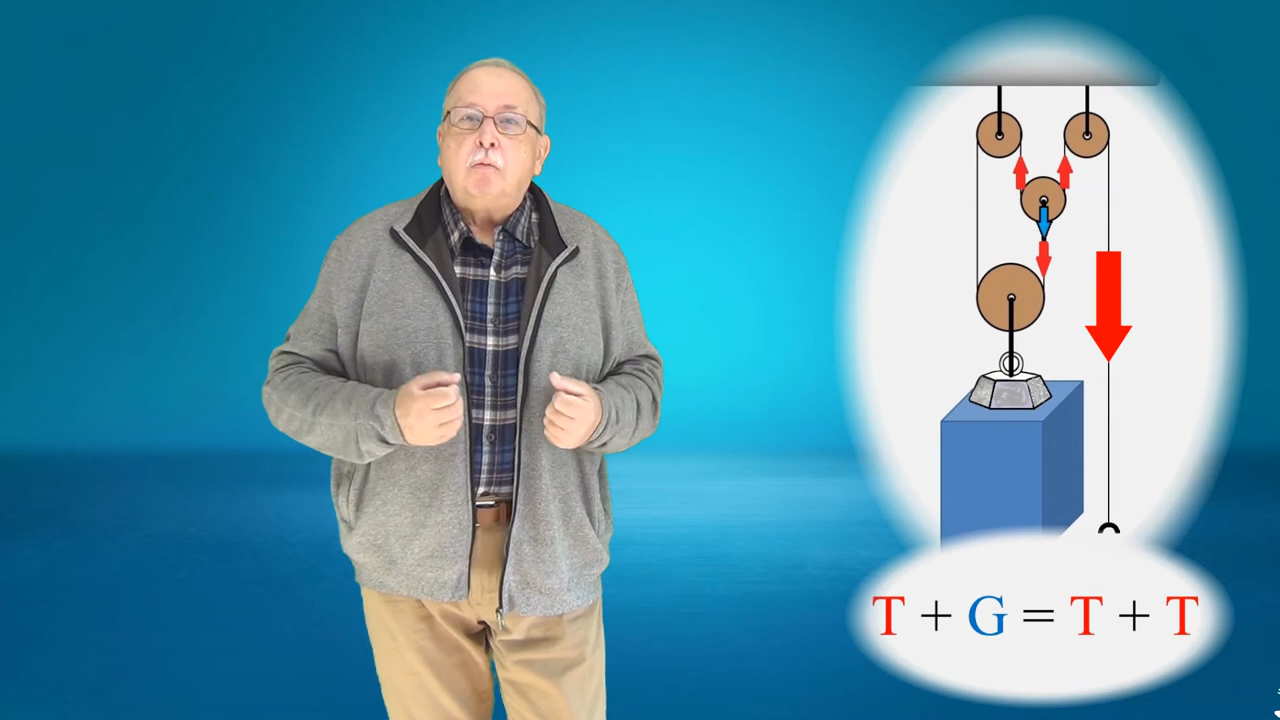 T + G = T + T